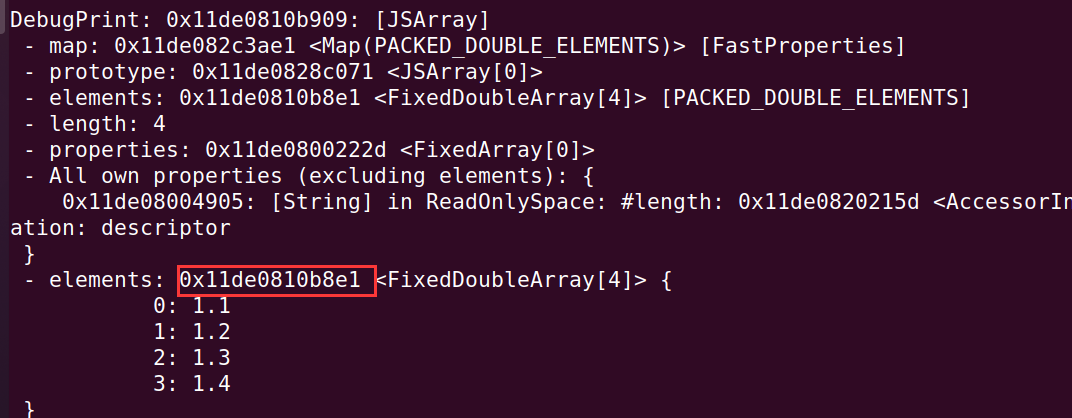 DebugPrint: 0x11de0810b909: [JSArray]
- map: 0x11de082c3ae1 <Map(PACKED_DOUBLE_ELEMENTS)> [FastProperties]
- prototype: 0x11de0828c071 <JSArray[0]>
- elements: 0x11de0810b8e1 <FixedDoubleArray[4]> [PACKED_DOUBLE_ELEMENTS]
- length: 4
- properties: 0x11de0800222d <FixedArray[0]>
- All own properties (excluding elements): {
0x11de08004905: [String] in ReadOnlySpace: #length: 0x11de0820215d <AccessorIn
ation: descriptor
}
- elements: 0x11de0810b8e1 <FixedDoubleArray[4]> {
0: 1.1
1: 1.2
2: 1.3
3: 1.4
}